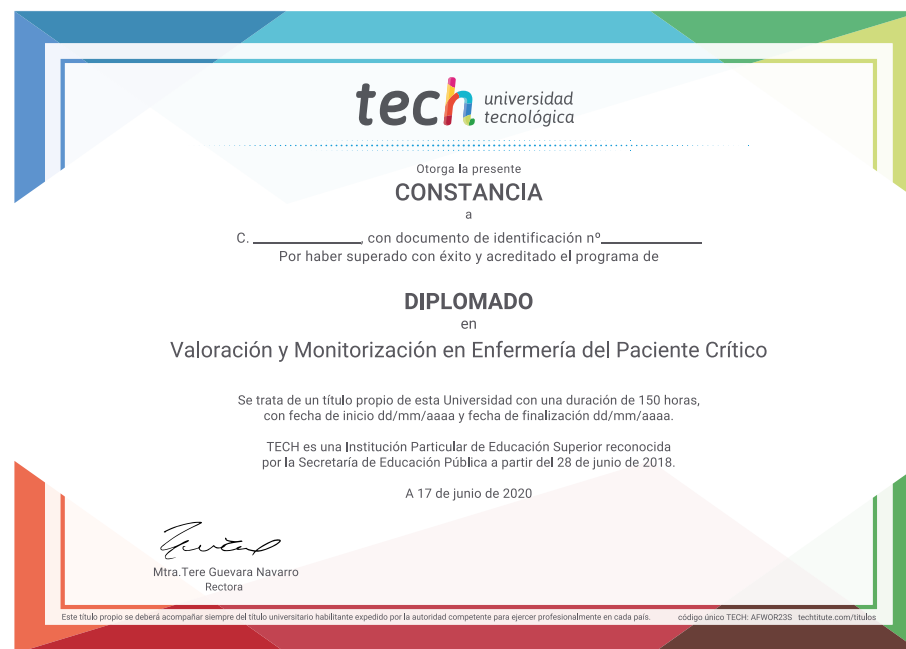 tech universidad
tecnológica
Otorga la presente
CONSTANCIA
a
C. ____________, con documento de identificación nº____________
Por haber superado con éxito y acreditado el programa de
DIPLOMADO
en
Valoración y Monitorización en Enfermería del Paciente Crítico
Se trata de un título propio de esta Universidad con una duración de 150 horas,
con fecha de inicio dd/mm/aaaa y fecha de finalización dd/mm/aaaa.
TECH es una Institución Particular de Educación Superior reconocida
por la Secretaría de Educación Pública a partir del 28 de junio de 2018.
A 17 de junio de 2020
Mtra.Tere Guevara Navarro
Rectora
Este título propio se deberá acompañar siempre del título universitario habilitante expedido por la autoridad competente para ejercer profesionalmente en cada país. código único TECH: AFWOR23S techtitute.com/titulos